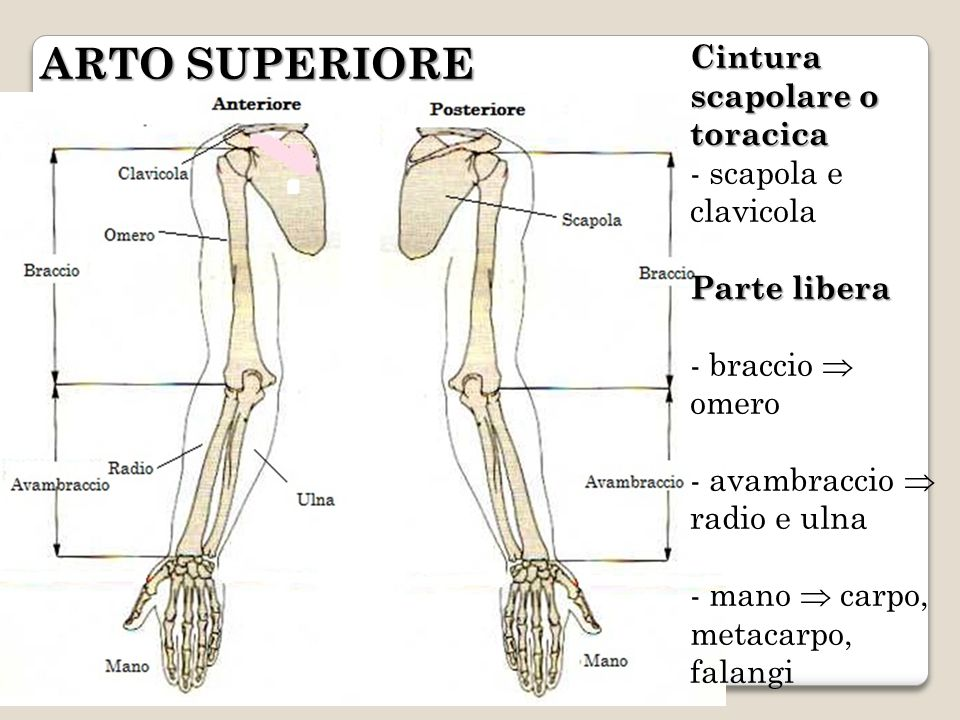 ARTO SUPERIORE
Anteriore
Posteriore
Clavicola
Scapola
Omero
Braccio
Braccio
Radio
Avambraccio
Ulna
Avambraccio
Mano
Mano
Cintura
scapolare o
toracica
- scapola e
clavicola
Parte libera
- braccio ⇒
omero
- avambraccio ⇒
radio e ulna
- mano ⇒ carpo,
metacarpo,
falangi